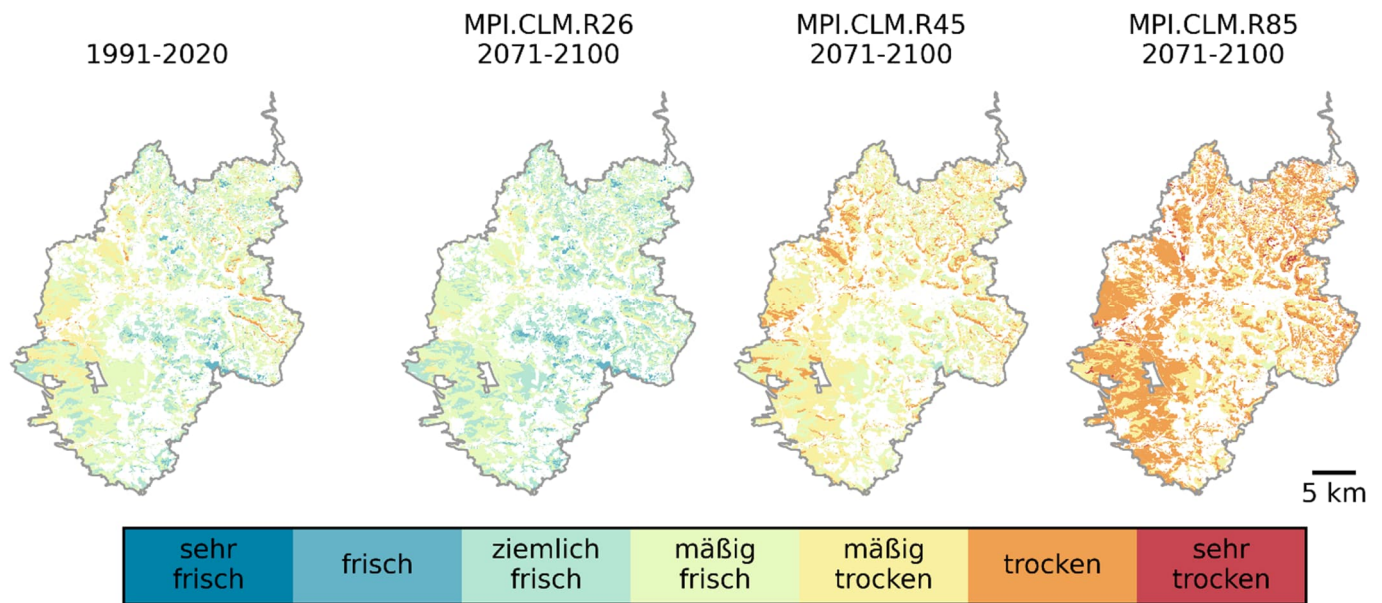 1991-2020
MPI.CLM.R26
2071-2100
MPI.CLM.R45
2071-2100
MPI.CLM.R85
2071-2100
5 km
sehr
frisch
frisch
ziemlich
frisch
mäßig
frisch
mäßig
trocken
trocken
sehr
trocken